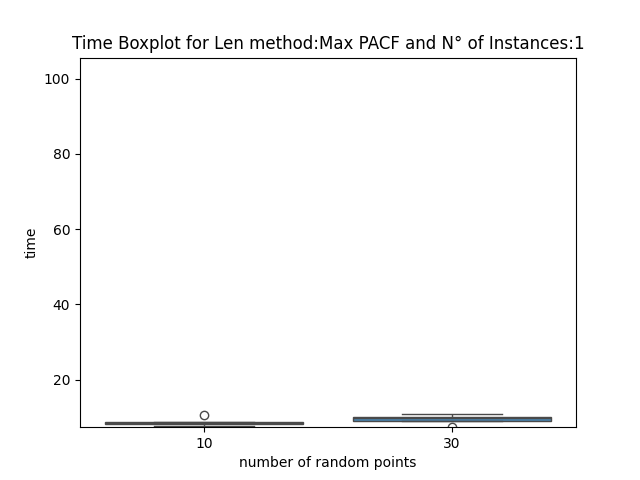 Time Boxplot for Len method:Max PACF and N° of Instances:1
100
80
60
40
20
time
10
30
number of random points